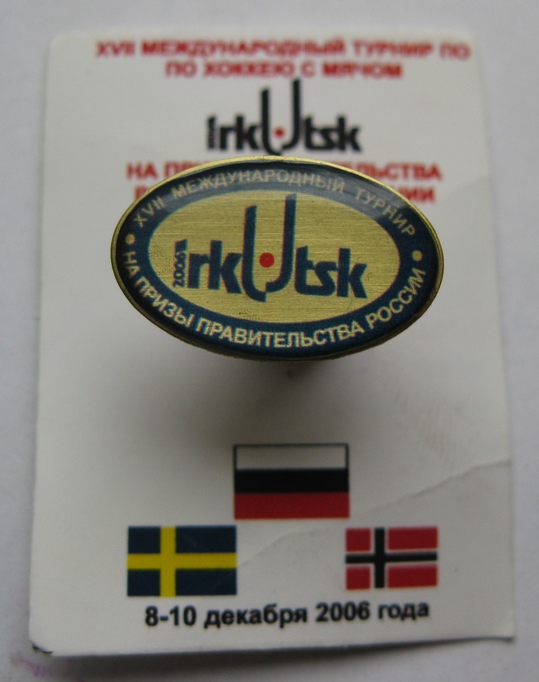 XVII МЕЖДУНАРОДНЫЙ ТУРНИР ПО
ПО ХОККЕЮ С МЯЧОМ
irkUtsk
НА
XVII МЕЖДУНАРОДНЫЙ ТУРНИР
2006 irkUtsk
НА ПРИЗЫ ПРАВИТЕЛЬСТВА РОССИИ
8-10 декабря 2006 года